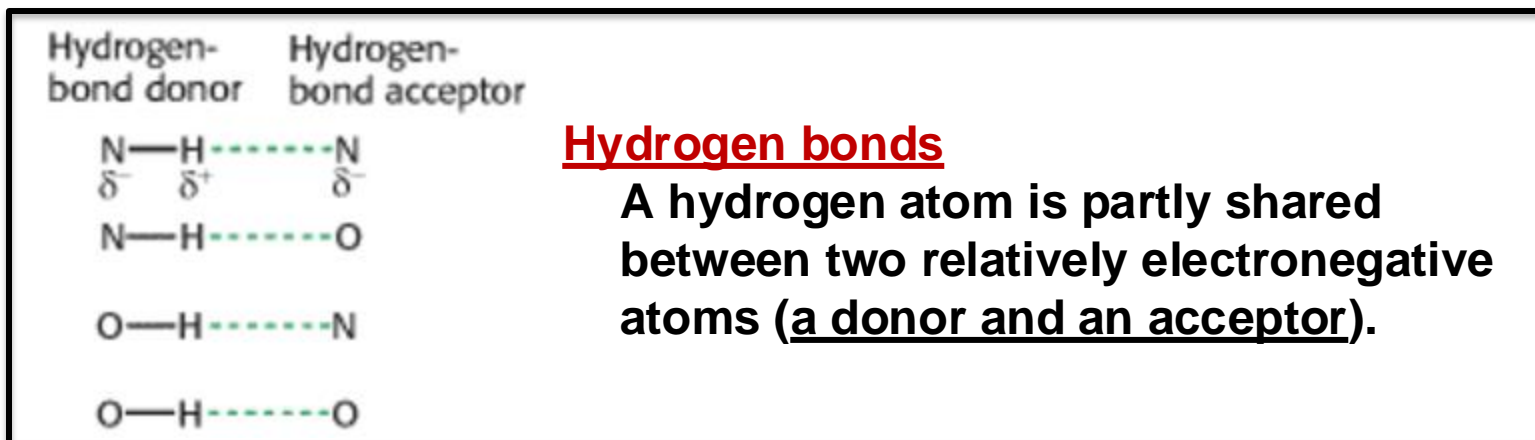 Hydrogen-
bond donor
Hydrogen-
bond acceptor
N—H-------N
δ⁻ δ⁺ δ⁻
N—H-------O
O—H-------N
O—H-------O
Hydrogen bonds
A hydrogen atom is partly shared
between two relatively electronegative
atoms (a donor and an acceptor).